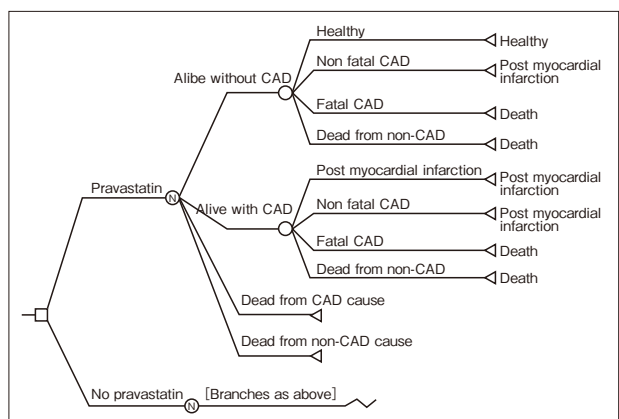 Healthy
Healthy
Non fatal CAD
Post myocardial
infarction
Alibe without CAD
Fatal CAD
Death
Dead from non-CAD
Death
Post myocardial infarction
Post myocardial
infarction
Pravastatin
N
Alive with CAD
Non fatal CAD
Post myocardial
infarction
Fatal CAD
Death
Dead from non-CAD
Death
Dead from CAD cause
Dead from non-CAD cause
No pravastatin
N
[Branches as above]